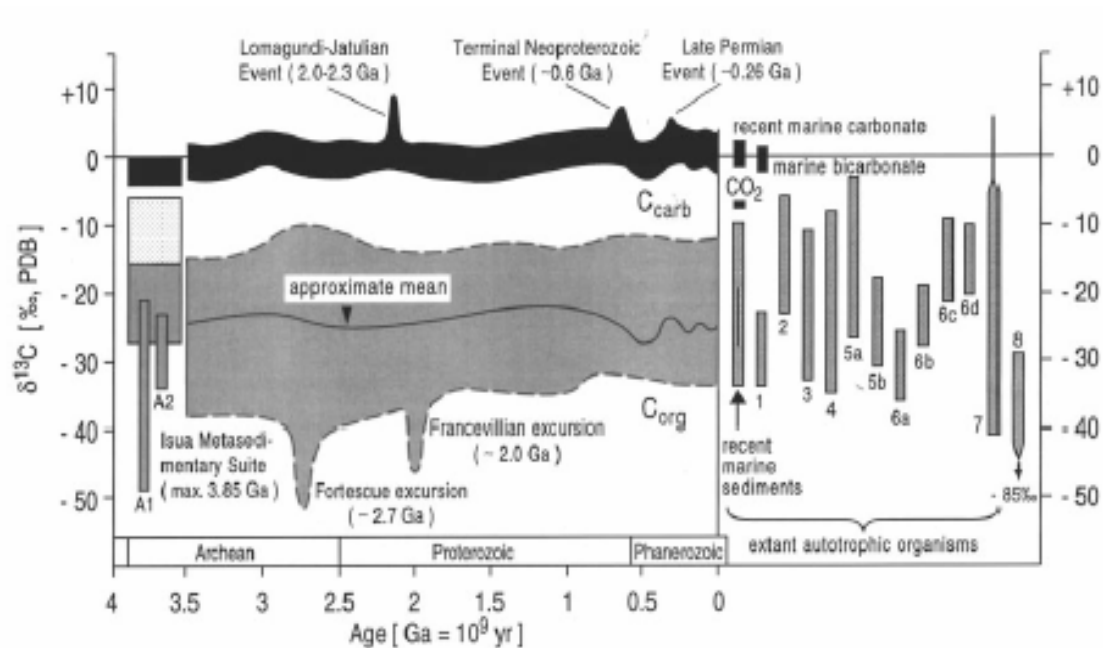 Lomagundi-Jatulian
Event ( 2.0-2.3 Ga )
Terminal Neoproterozoic
Event ( ~0.6 Ga )
Late Permian
Event ( ~0.26 Ga )
+10
0
- 10
- 20
- 30
- 40
- 50
δ13C [ ‰, PDB ]
recent marine carbonate
marine bicarbonate
CO2
Ccarb
approximate mean
Corg
A1
A2
Isua Metasedi-
mentary Suite
( max. 3.85 Ga )
Fortescue excursion
( ~2.7 Ga )
Francevillian excursion
( ~ 2.0 Ga )
recent
marine
sediments
1
2
3
4
5a
5b
6a
6b
6c
6d
7
8
- 85‰
extant autotrophic organisms
+10
0
- 10
- 20
- 30
- 40
- 50
Archean
Proterozoic
Phanerozoic
4
3.5
3
2.5
2
1.5
1
0.5
0
Age [ Ga = 10^9 yr ]